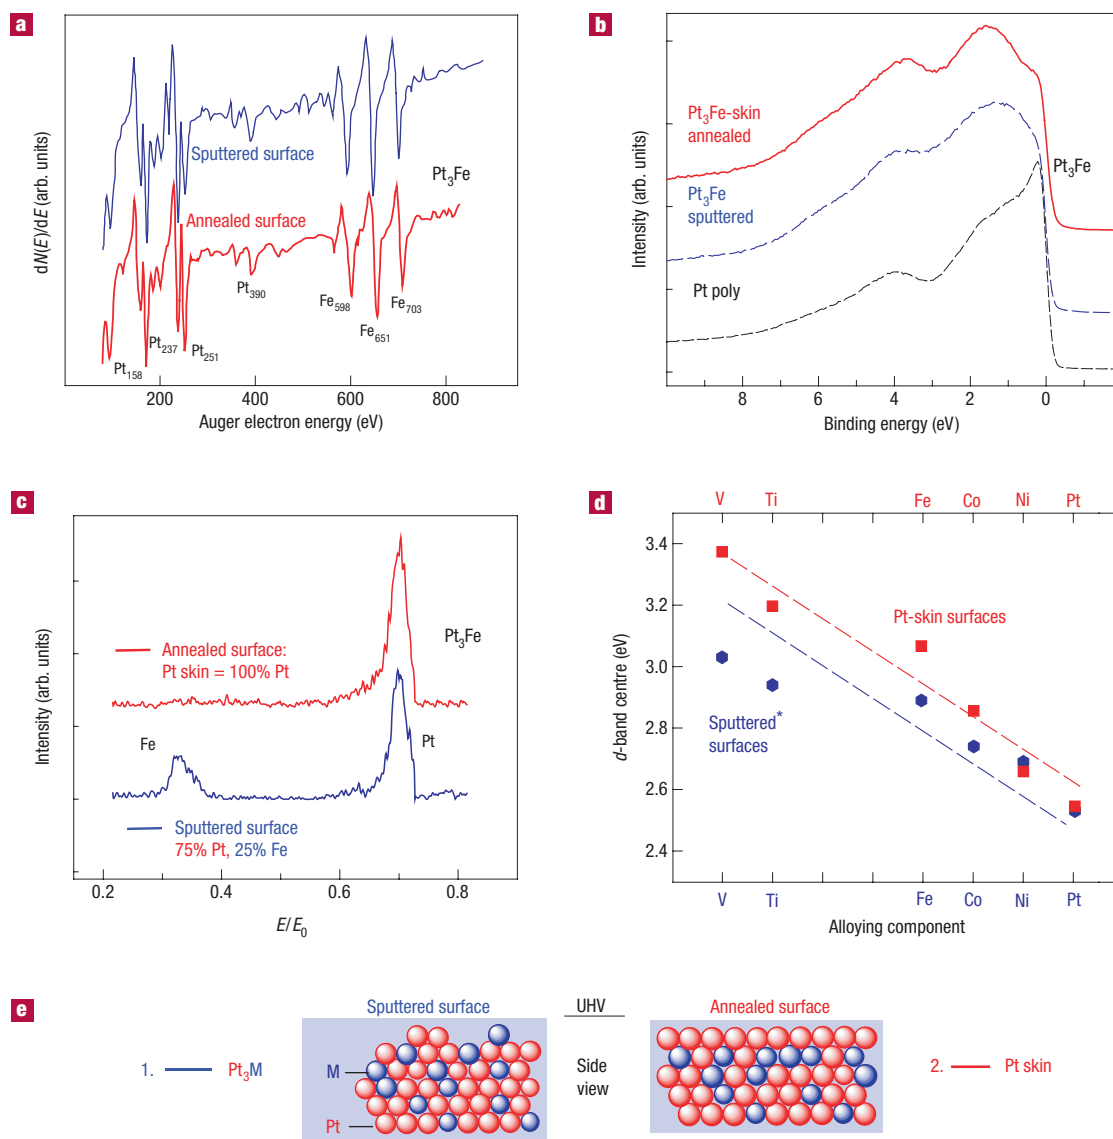 a
dN(E)/dE (arb. units)
Sputtered surface
Pt3Fe
Annealed surface
Pt390
Fe598
Fe703
Fe651
Pt237
Pt251
Pt158
200
400
600
800
Auger electron energy (eV)
b
Intensity (arb. units)
Pt3Fe-skin
annealed
Pt3Fe
Pt3Fe
sputtered
Pt poly
8
6
4
2
0
Binding energy (eV)
c
Intensity (arb. units)
Annealed surface:
Pt skin = 100% Pt
Pt3Fe
Fe
Pt
Sputtered surface
75% Pt, 25% Fe
0.2
0.4
0.6
0.8
E/E0
d
V Ti Fe Co Ni Pt
d-band centre (eV)
3.4
3.2
3.0
2.8
2.6
2.4
Pt-skin surfaces
Sputtered*
surfaces
V Ti Fe Co Ni Pt
Alloying component
e
Sputtered surface
UHV
Annealed surface
1. Pt3M
M
Pt
Side
view
2. Pt skin